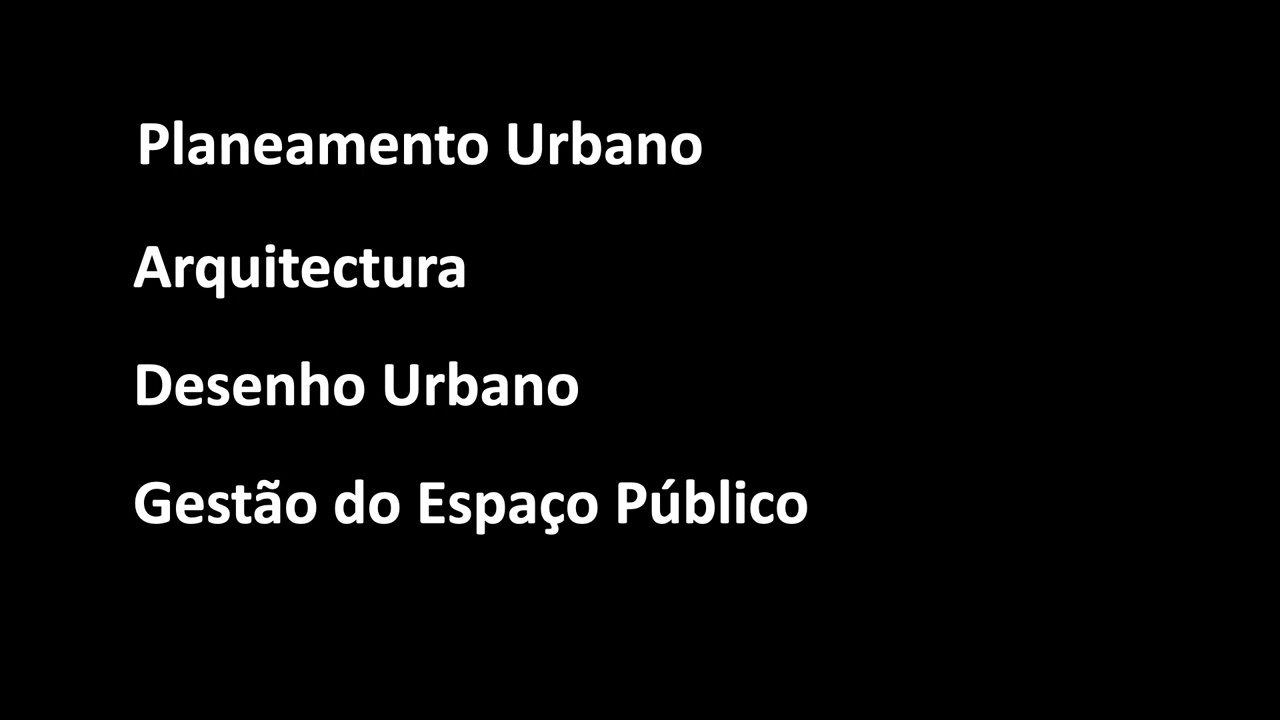 Planeamento Urbano
Arquitectura
Desenho Urbano
Gestão do Espaço Público